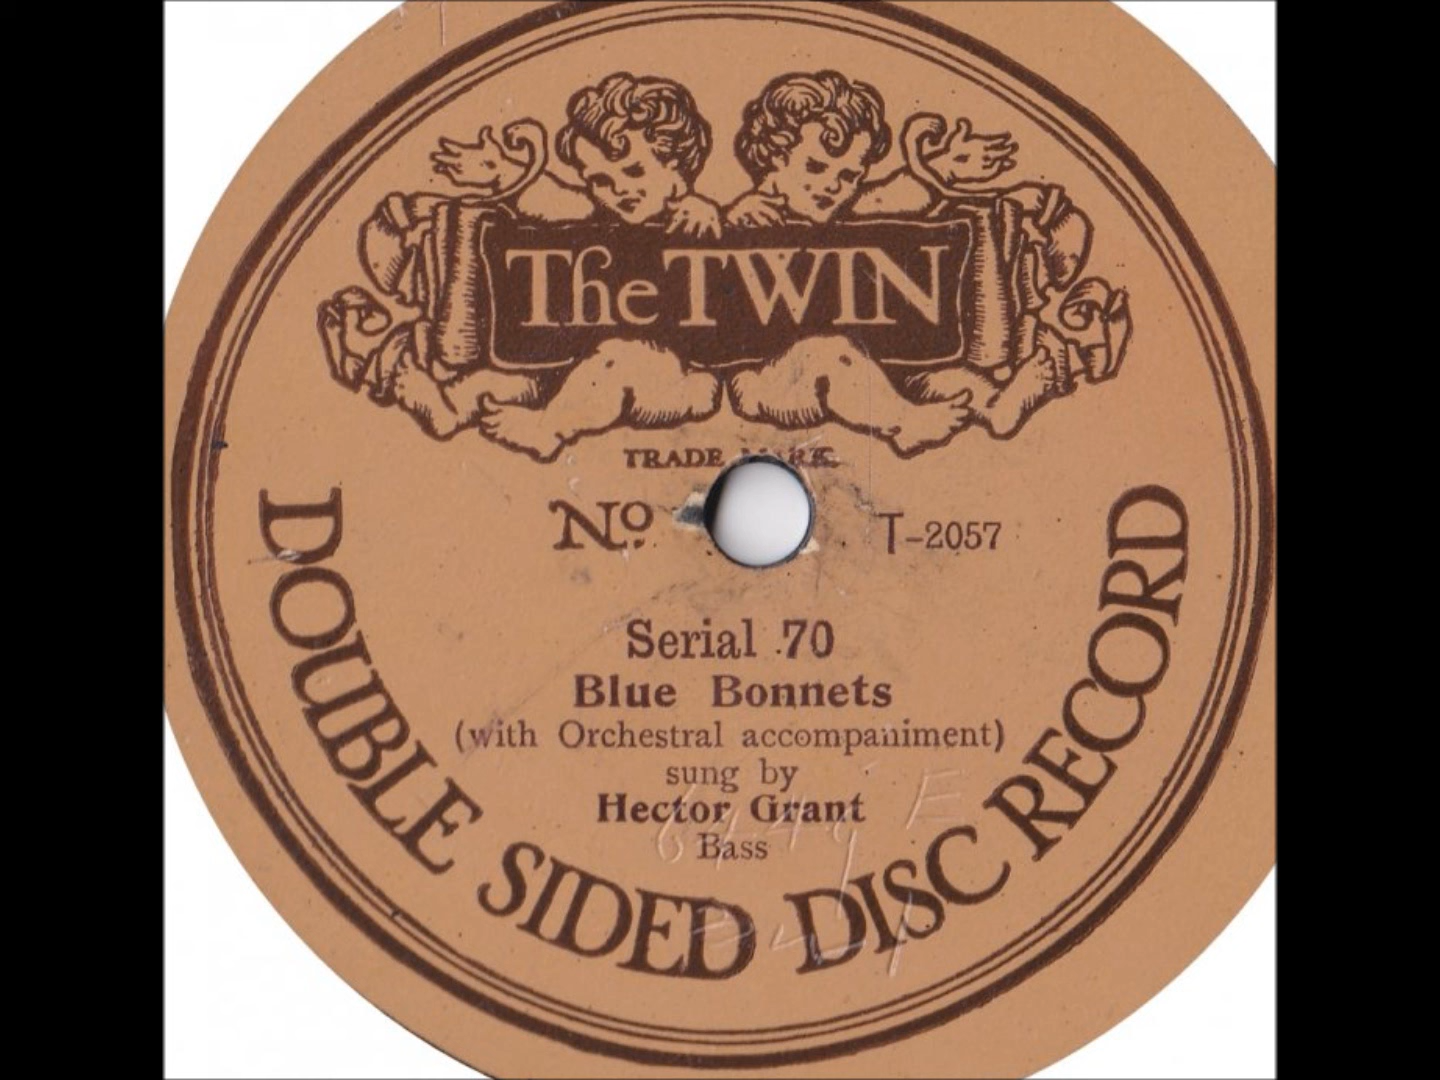 The TWIN
TRADE MARK
No. T-2057
Serial 70
Blue Bonnets
(with Orchestral accompaniment)
sung by
Hector Grant
Bass
DOUBLE SIDED DISC RECORD